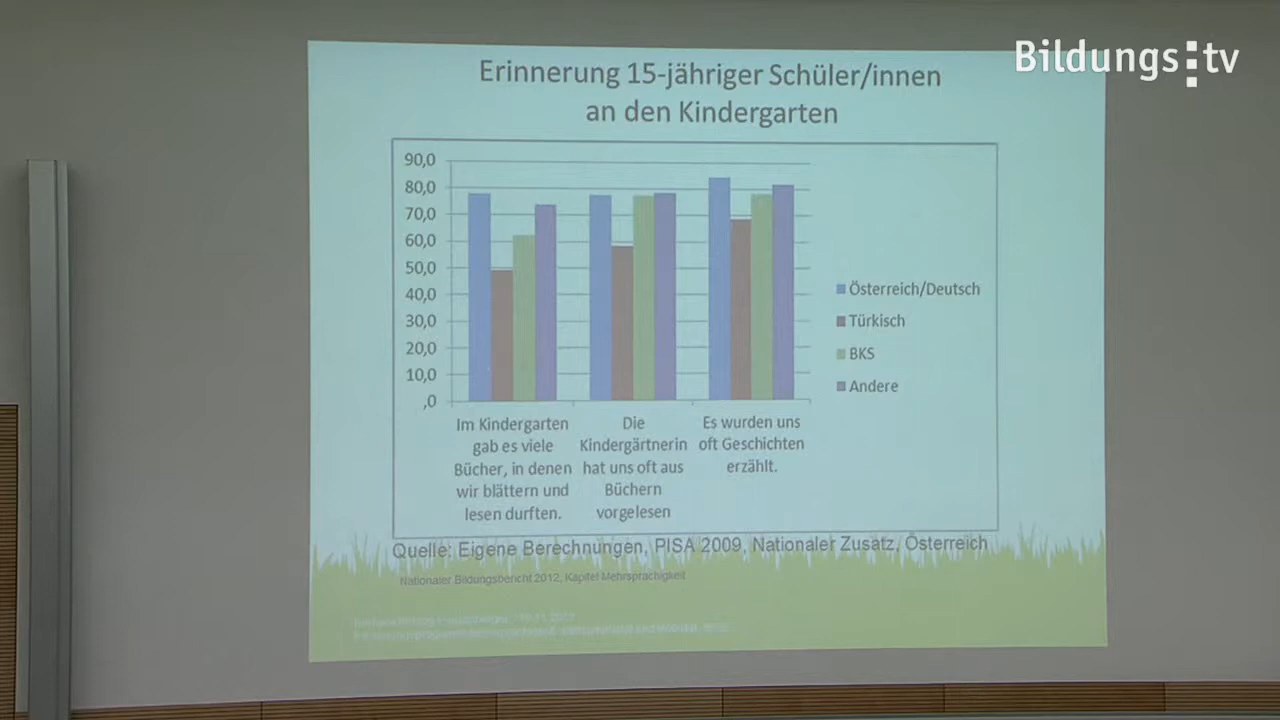 Bildungs:tv
Erinnerung 15-jähriger Schüler/innen
an den Kindergarten
90,0
80,0
70,0
60,0
50,0
40,0
30,0
20,0
10,0
,0
Im Kindergarten
gab es viele
Bücher, in denen
wir blättern und
lesen durften.
Die
Kindergärtnerin
hat uns oft aus
Büchern
vorgelesen
Es wurden uns
oft Geschichten
erzählt.
Österreich/Deutsch
Türkisch
BKS
Andere
Quelle: Eigene Berechnungen, PISA 2009, Nationaler Zusatz, Österreich
Nationaler Bildungsbericht 2012, Kapitel Mehrsprachigkeit